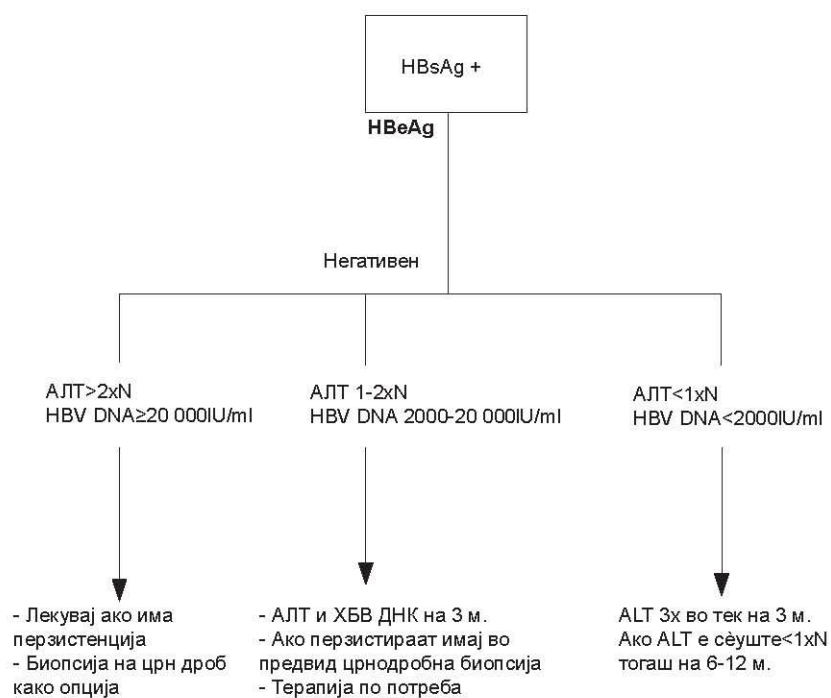 HBsAg +
HBeAg
Негативен
АЛТ>2xN
HBV DNA≥20 000IU/ml
АЛТ 1-2xN
HBV DNA 2000-20 000IU/ml
АЛТ<1xN
HBV DNA<2000IU/ml
- Лекувај ако има
перзистенција
- Биопсија на црн дроб
како опција
- АЛТ и ХБВ ДНК на 3 м.
- Ако перзистираат имај во
предвид црнодробна биопсија
- Терапија по потреба
ALT 3x во тек на 3 м.
Ако ALT е сѐуште<1xN
тогаш на 6-12 м.